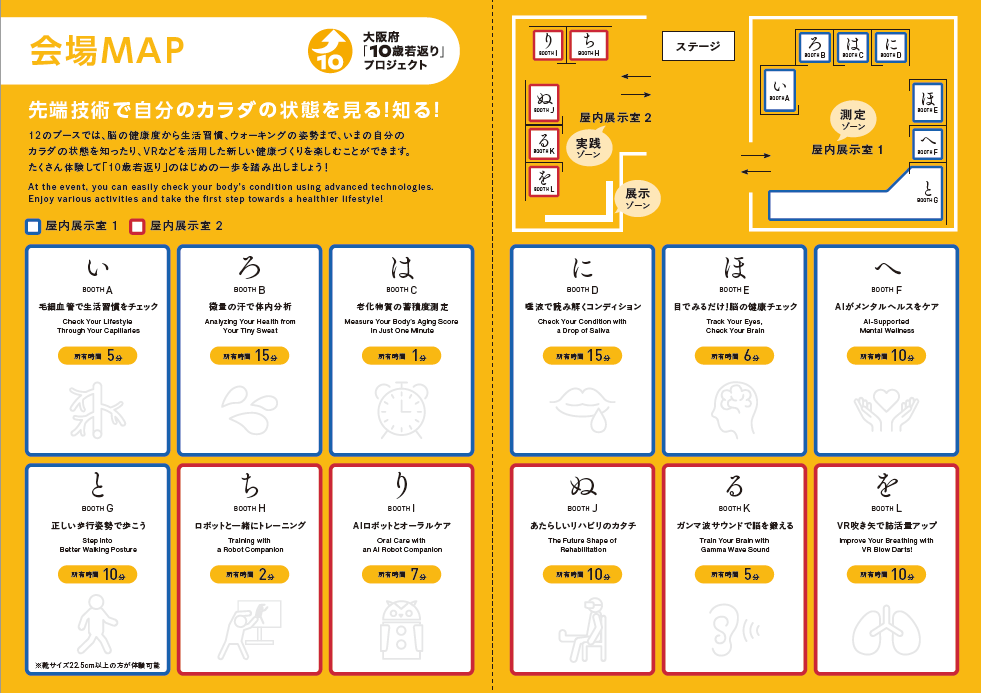 会場MAP
10
大阪府
「10歳若返り」
プロジェクト
先端技術で自分のカラダの状態を見る!知る!
12のブースでは、脳の健康度から生活習慣、ウォーキングの姿勢まで、いまの自分の
カラダの状態を知ったり、VRなどを活用した新しい健康づくりを楽しむことができます。
たくさん体験して「10歳若返り」のはじめの一歩を踏み出しましょう!
At the event, you can easily check your body's condition using advanced technologies.
Enjoy various activities and take the first step towards a healthier lifestyle!
屋内展示室 1
屋内展示室 2
り
BOOTH I
ち
BOOTH H
ステージ
ぬ
BOOTH J
る
BOOTH K
を
BOOTH L
屋内展示室 2
実践
ゾーン
展示
ゾーン
ろ
BOOTH B
は
BOOTH C
に
BOOTH D
い
BOOTH A
ほ
BOOTH E
へ
BOOTH F
と
BOOTH G
測定
ゾーン
屋内展示室 1
い
BOOTH A
毛細血管で生活習慣をチェック
Check Your Lifestyle
Through Your Capillaries
所有時間 5分
ろ
BOOTH B
微量の汗で体内分析
Analyzing Your Health from
Your Tiny Sweat
所有時間 15分
は
BOOTH C
老化物質の蓄積度測定
Measure Your Body's Aging Score
in Just One Minute
所有時間 1分
に
BOOTH D
唾液で読み解くコンディション
Check Your Condition with
a Drop of Saliva
所有時間 15分
ほ
BOOTH E
目でみるだけ!脳の健康チェック
Track Your Eyes,
Check Your Brain
所有時間 6分
へ
BOOTH F
AIがメンタルヘルスをケア
AI-Supported
Mental Wellness
所有時間 10分
と
BOOTH G
正しい歩行姿勢で歩こう
Step into
Better Walking Posture
所有時間 10分
※靴サイズ22.5cm以上の方が体験可能
ち
BOOTH H
ロボットと一緒にトレーニング
Training with
a Robot Companion
所有時間 2分
り
BOOTH I
AIロボットとオーラルケア
Oral Care with
an AI Robot Companion
所有時間 7分
ぬ
BOOTH J
あたらしいリハビリのカタチ
The Future Shape of
Rehabilitation
所有時間 10分
る
BOOTH K
ガンマ波サウンドで脳を鍛える
Train Your Brain with
Gamma Wave Sound
所有時間 5分
を
BOOTH L
VR吹き矢で肺活量アップ
Improve Your Breathing with
VR Blow Darts!
所有時間 10分